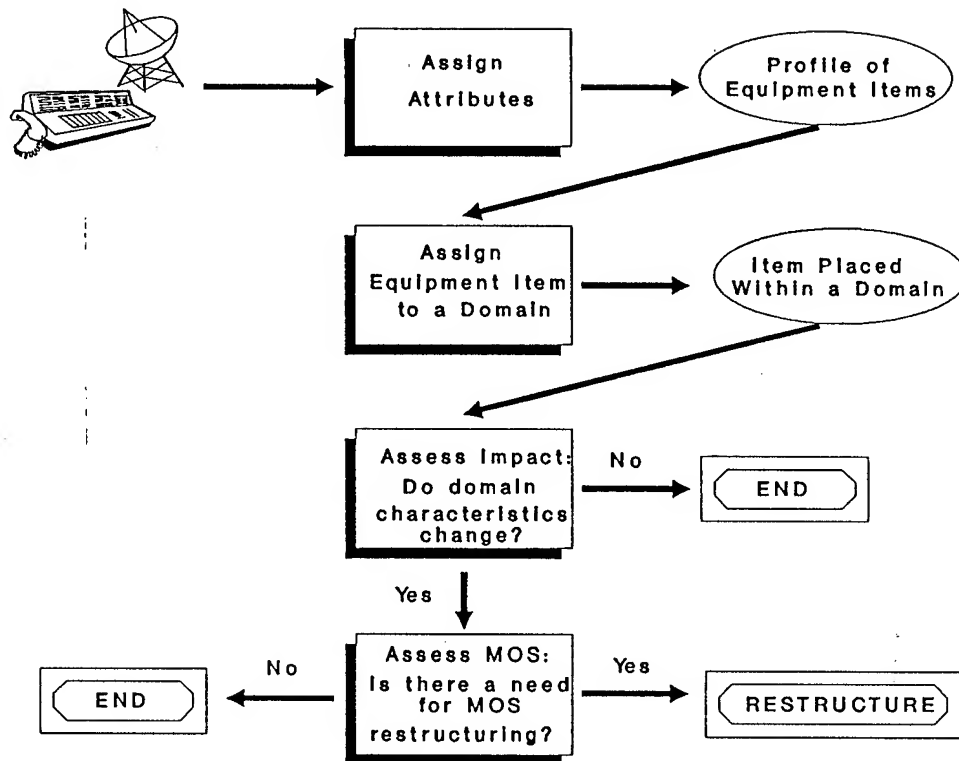 Assign
Attributes
Profile of
Equipment Items
Assign
Equipment Item
to a Domain
Item Placed
Within a Domain
Assess Impact:
Do domain
characteristics
change?
No
END
Yes
Assess MOS:
Is there a need
for MOS
restructuring?
No
END
Yes
RESTRUCTURE